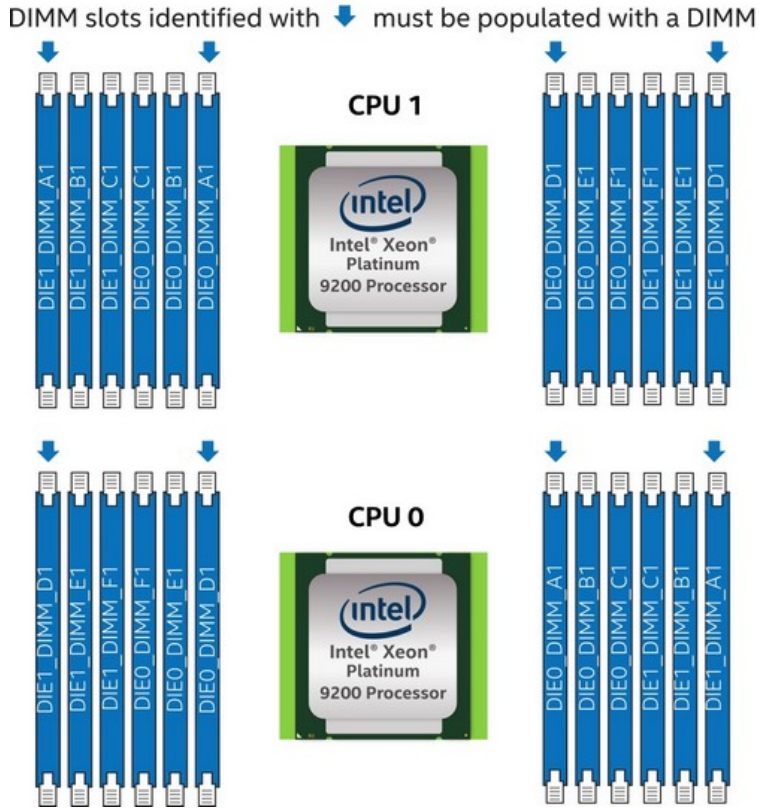 DIMM slots identified with must be populated with a DIMM
CPU 1
DIE1_DIMM_A1
DIE1_DIMM_B1
DIE1_DIMM_C1
DIE0_DIMM_C1
DIE0_DIMM_B1
DIE0_DIMM_A1
intel
Intel® Xeon®
Platinum
9200 Processor
DIE0_DIMM_D1
DIE0_DIMM_E1
DIE0_DIMM_F1
DIE1_DIMM_F1
DIE1_DIMM_E1
DIE1_DIMM_D1
CPU 0
DIE1_DIMM_D1
DIE1_DIMM_E1
DIE1_DIMM_F1
DIE0_DIMM_F1
DIE0_DIMM_E1
DIE0_DIMM_D1
intel
Intel® Xeon®
Platinum
9200 Processor
DIE0_DIMM_A1
DIE0_DIMM_B1
DIE0_DIMM_C1
DIE1_DIMM_C1
DIE1_DIMM_B1
DIE1_DIMM_A1